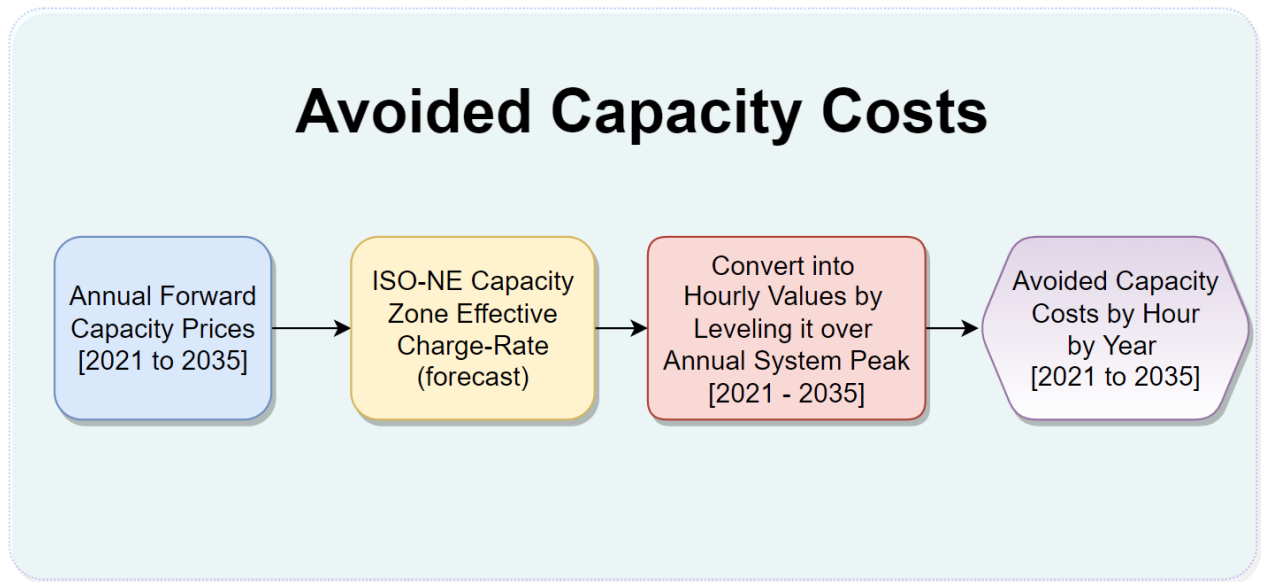 Avoided Capacity Costs
Annual Forward
Capacity Prices
[2021 to 2035]
ISO-NE Capacity
Zone Effective
Charge-Rate
(forecast)
Convert into
Hourly Values by
Leveling it over
Annual System Peak
[2021 - 2035]
Avoided Capacity
Costs by Hour
by Year
[2021 to 2035]